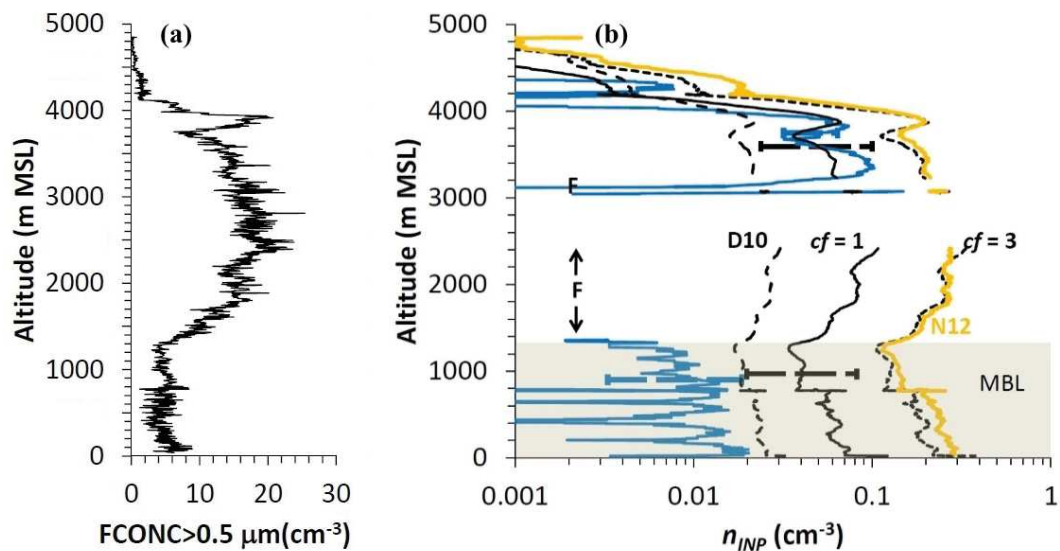 (a)
5000
4000
3000
2000
1000
0
Altitude (m MSL)
0 10 20 30
FCONC>0.5 μm(cm⁻³)
(b)
5000
4000
3000
2000
1000
0
Altitude (m MSL)
F
D10 cf = 1 cf = 3
F
N12
MBL
0.001 0.01 0.1 1
nINP (cm⁻³)